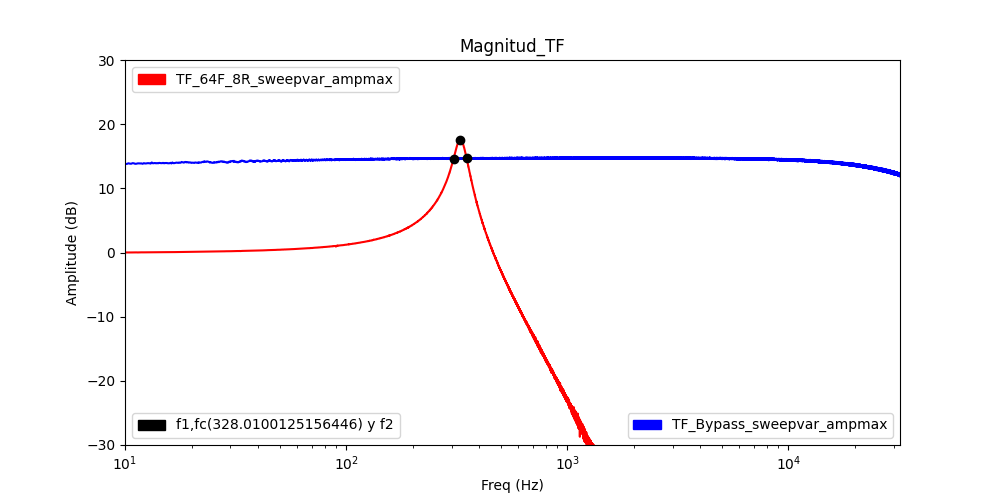 Magnitud_TF
30
TF_64F_8R_sweepvar_ampmax
20
10
0
Amplitude (dB)
−10
−20
f1,fc(328.0100125156446) y f2
TF_Bypass_sweepvar_ampmax
−30
10¹ 10² 10³ 10⁴
Freq (Hz)